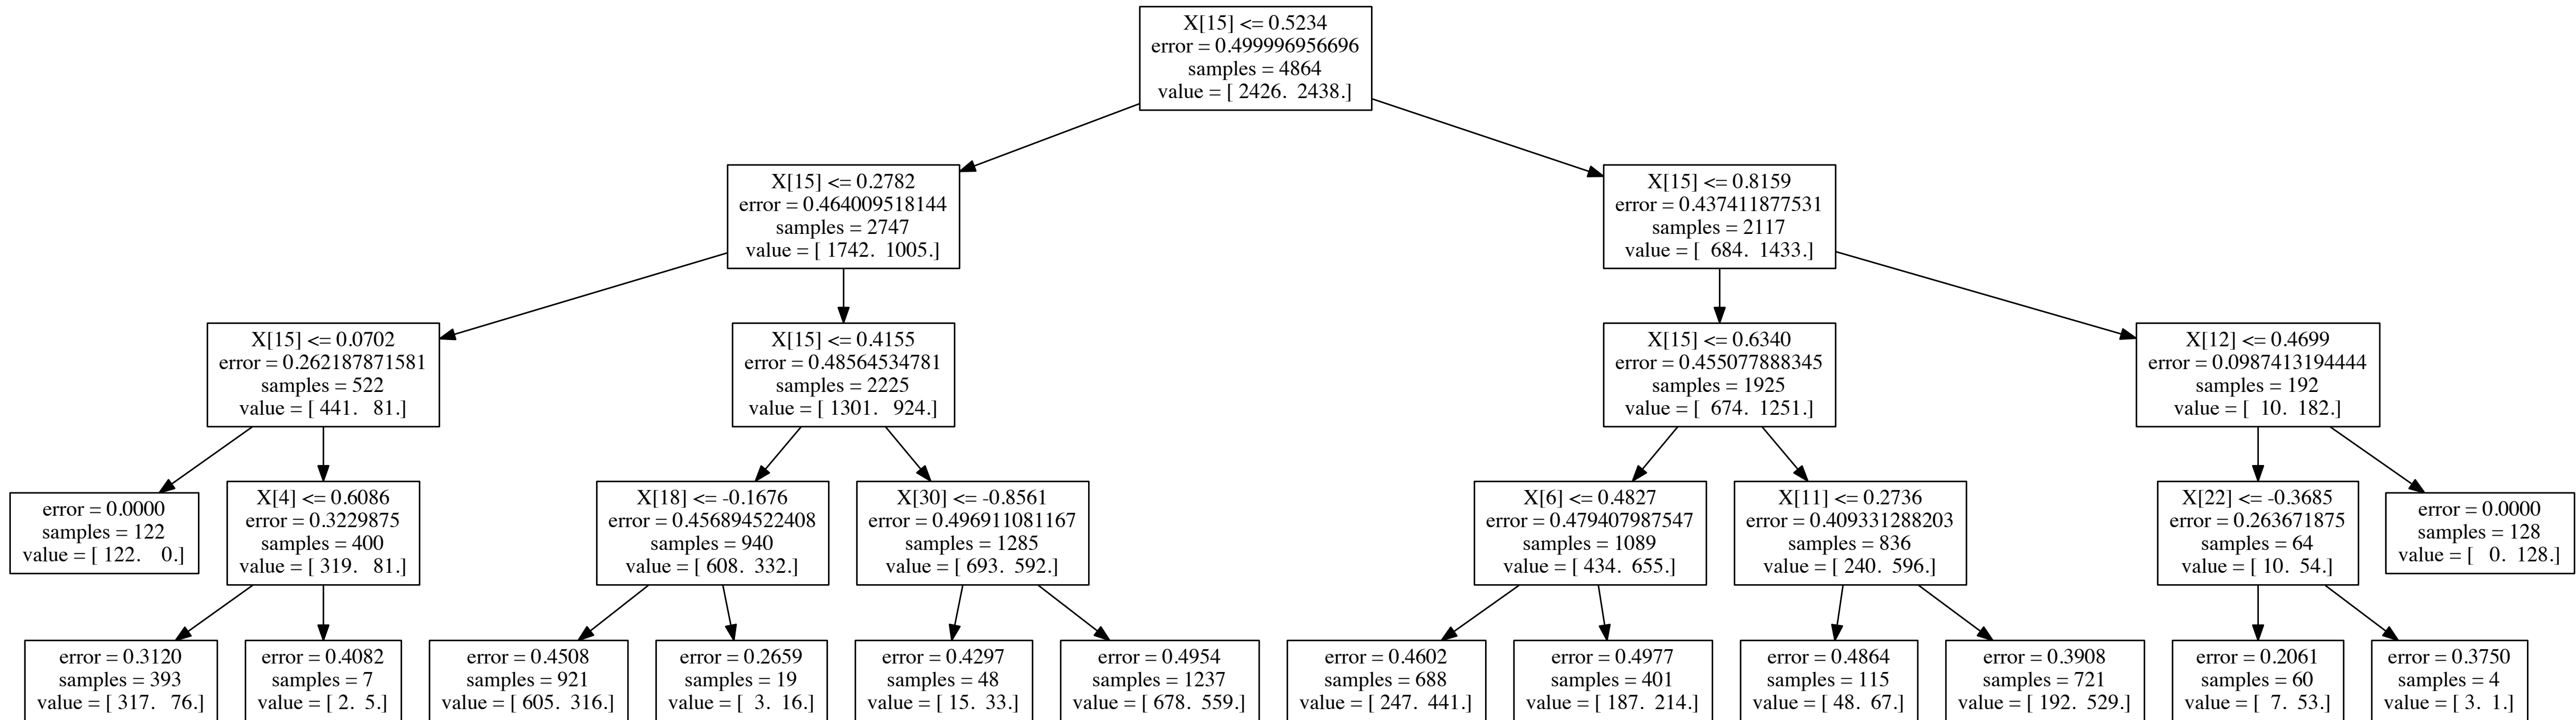 X[15] <= 0.5234
error = 0.499996956696
samples = 4864
value = [ 2426.  2438.]
X[15] <= 0.2782
error = 0.464009518144
samples = 2747
value = [ 1742.  1005.]
X[15] <= 0.8159
error = 0.437411877531
samples = 2117
value = [  684.  1433.]
X[15] <= 0.0702
error = 0.262187871581
samples = 522
value = [ 441.   81.]
X[15] <= 0.4155
error = 0.48564534781
samples = 2225
value = [ 1301.   924.]
X[15] <= 0.6340
error = 0.455077888345
samples = 1925
value = [  674.  1251.]
X[12] <= 0.4699
error = 0.0987413194444
samples = 192
value = [  10.  182.]
error = 0.0000
samples = 122
value = [ 122.    0.]
X[4] <= 0.6086
error = 0.3229875
samples = 400
value = [ 319.   81.]
X[18] <= -0.1676
error = 0.456894522408
samples = 940
value = [ 608.  332.]
X[30] <= -0.8561
error = 0.496911081167
samples = 1285
value = [ 693.  592.]
X[6] <= 0.4827
error = 0.479407987547
samples = 1089
value = [ 434.  655.]
X[11] <= 0.2736
error = 0.409331288203
samples = 836
value = [ 240.  596.]
X[22] <= -0.3685
error = 0.263671875
samples = 64
value = [ 10.  54.]
error = 0.0000
samples = 128
value = [   0.  128.]
error = 0.3120
samples = 393
value = [ 317.   76.]
error = 0.4082
samples = 7
value = [ 2.  5.]
error = 0.4508
samples = 921
value = [ 605.  316.]
error = 0.2659
samples = 19
value = [  3.  16.]
error = 0.4297
samples = 48
value = [ 15.  33.]
error = 0.4954
samples = 1237
value = [ 678.  559.]
error = 0.4602
samples = 688
value = [ 247.  441.]
error = 0.4977
samples = 401
value = [ 187.  214.]
error = 0.4864
samples = 115
value = [ 48.  67.]
error = 0.3908
samples = 721
value = [ 192.  529.]
error = 0.2061
samples = 60
value = [  7.  53.]
error = 0.3750
samples = 4
value = [ 3.  1.]